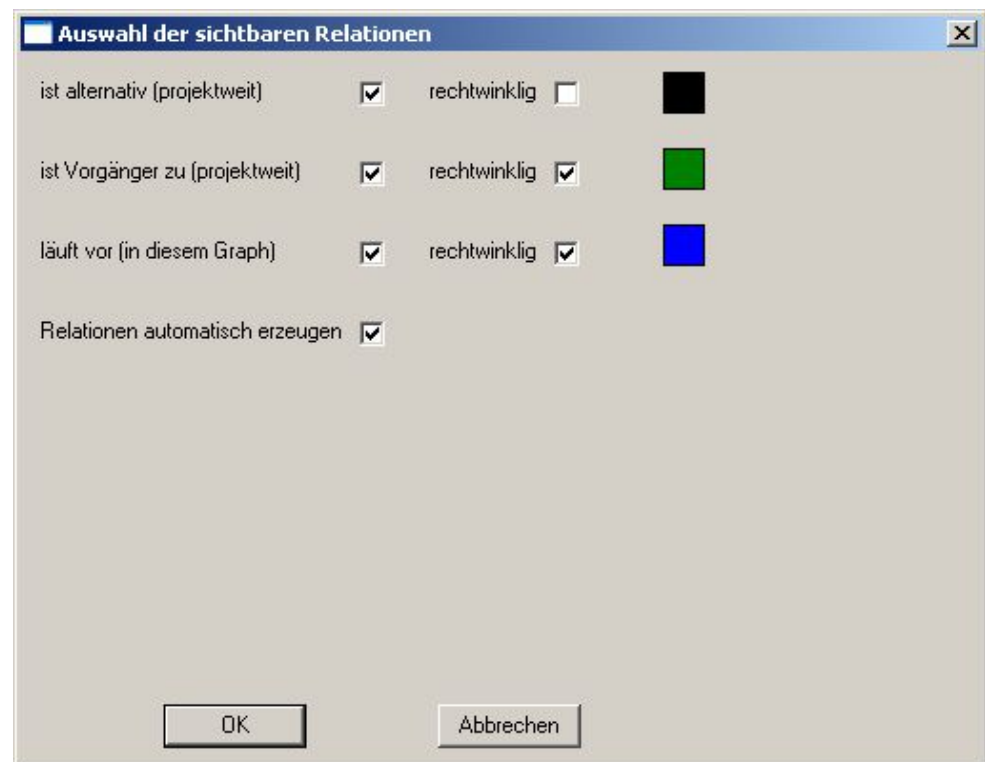 Auswahl der sichtbaren Relationen
ist alternativ (projektweit) rechtwinklig
ist Vorgänger zu (projektweit) rechtwinklig
läuft vor (in diesem Graph) rechtwinklig
Relationen automatisch erzeugen
OK Abbrechen